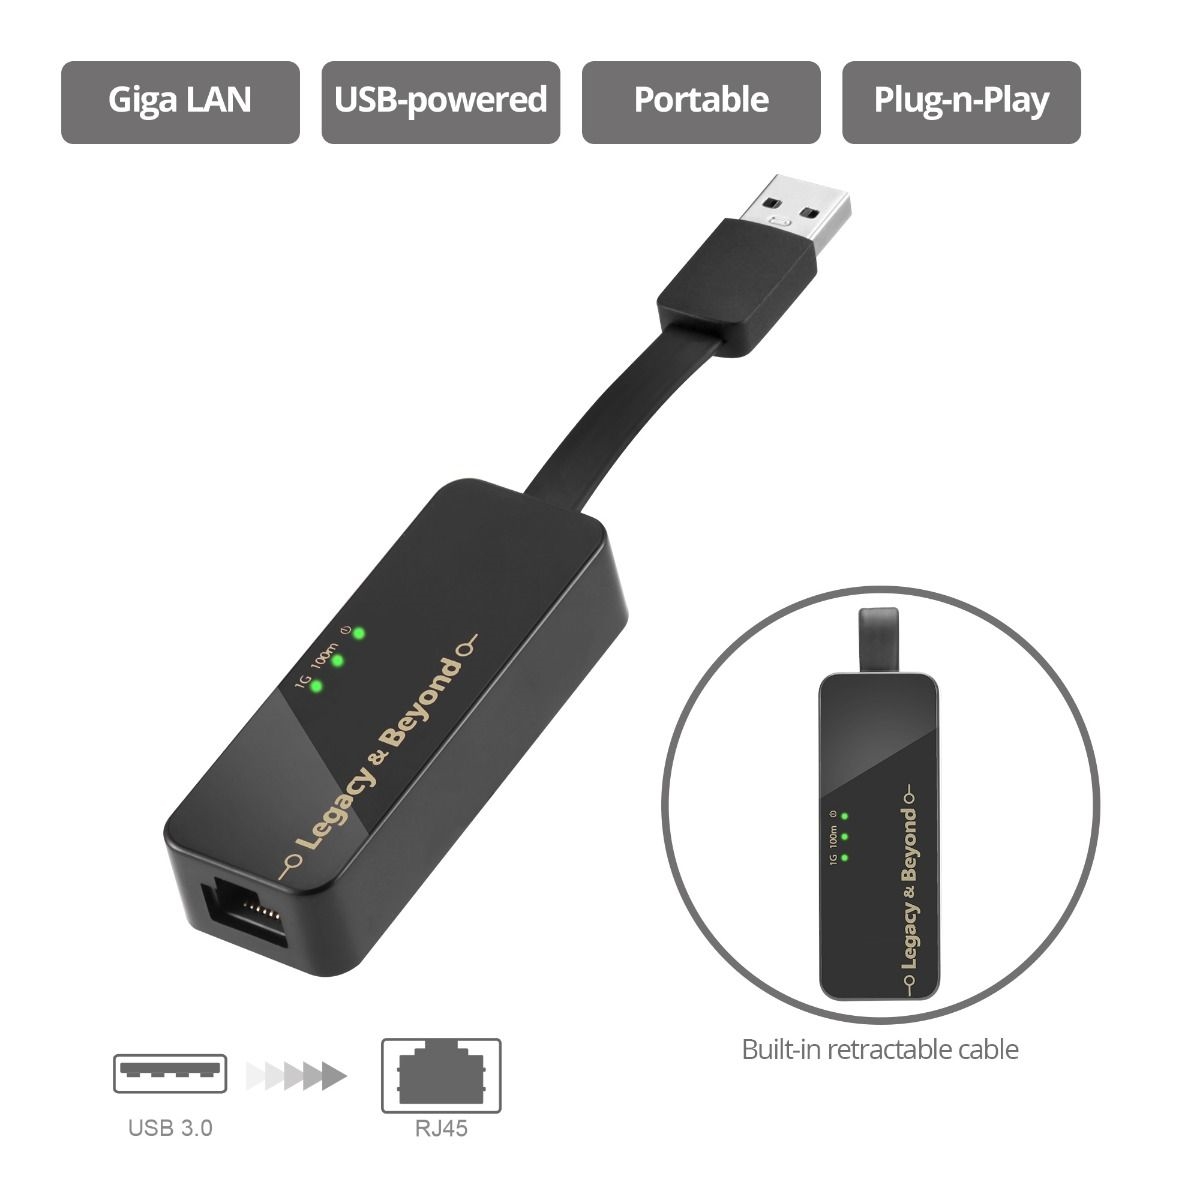 Giga LAN
USB-powered
Portable
Plug-n-Play
1G 100m
Legacy & Beyond
1G 100m
Legacy & Beyond
Built-in retractable cable
USB 3.0
RJ45